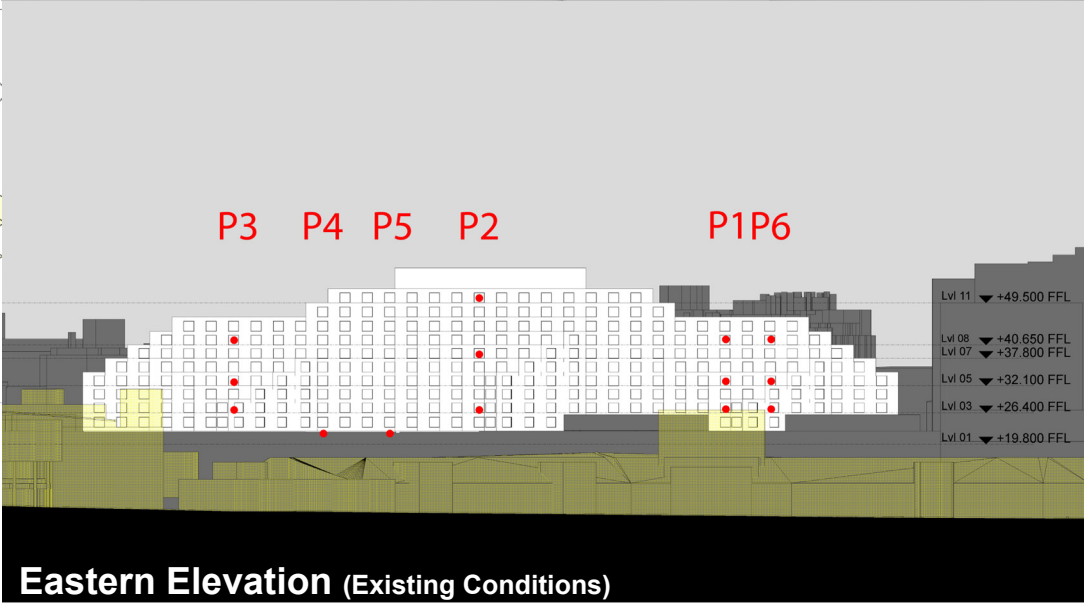 P3 P4 P5 P2 P1 P6
Lvl 11 +49.500 FFL
Lvl 08 +40.650 FFL
Lvl 07 +37.800 FFL
Lvl 05 +32.100 FFL
Lvl 03 +26.400 FFL
Lvl 01 +19.800 FFL
Eastern Elevation (Existing Conditions)